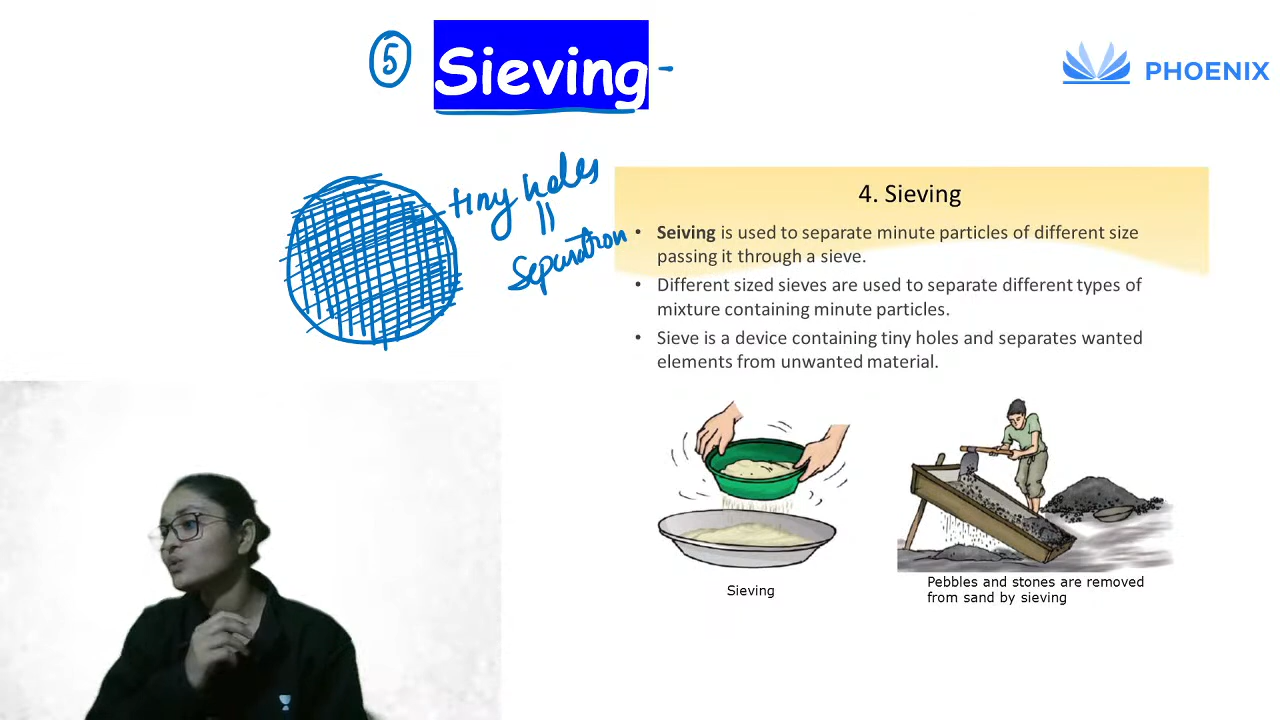 5 Sieving -
PHOENIX
tiny holes
Separation
4. Sieving
• Seiving is used to separate minute particles of different size
passing it through a sieve.
• Different sized sieves are used to separate different types of
mixture containing minute particles.
• Sieve is a device containing tiny holes and separates wanted
elements from unwanted material.
Sieving
Pebbles and stones are removed
from sand by sieving